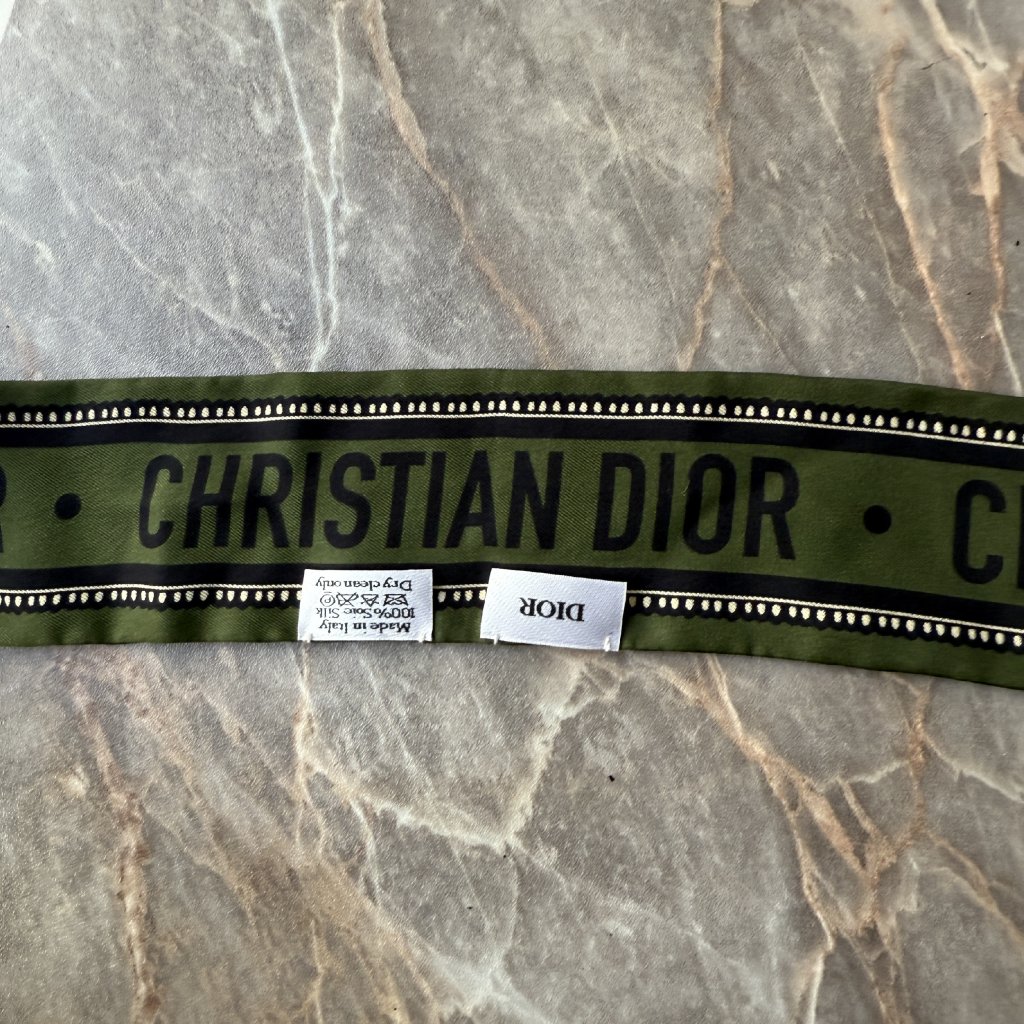 R • CHRISTIAN DIOR • CH
Made in Italy
100% Soie Silk
Dry clean only
DIOR